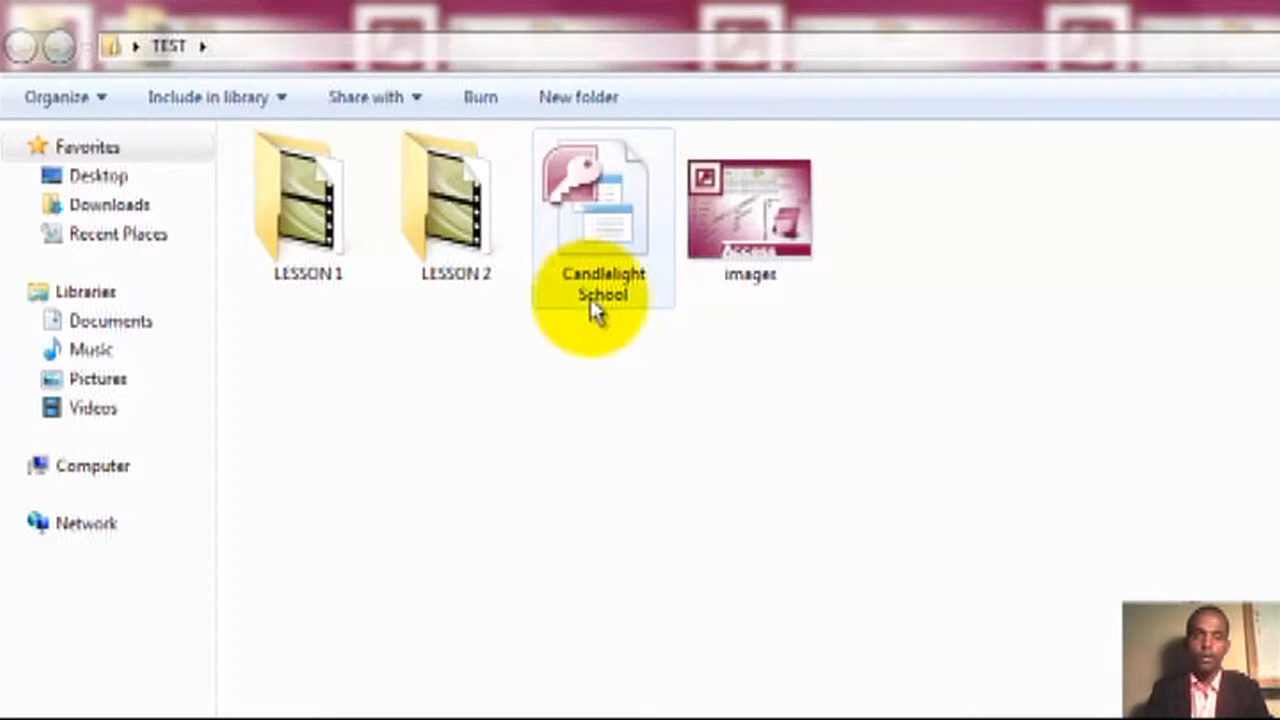 TEST
Organize
Include in library
Share with
Burn
New folder
Favorites
Desktop
Downloads
Recent Places
Libraries
Documents
Music
Pictures
Videos
Computer
Network
LESSON 1
LESSON 2
Candlelight
School
Access
images